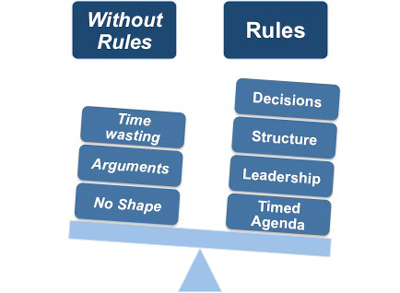 Without
Rules
Rules
Time
wasting
Arguments
No Shape
Decisions
Structure
Leadership
Timed
Agenda